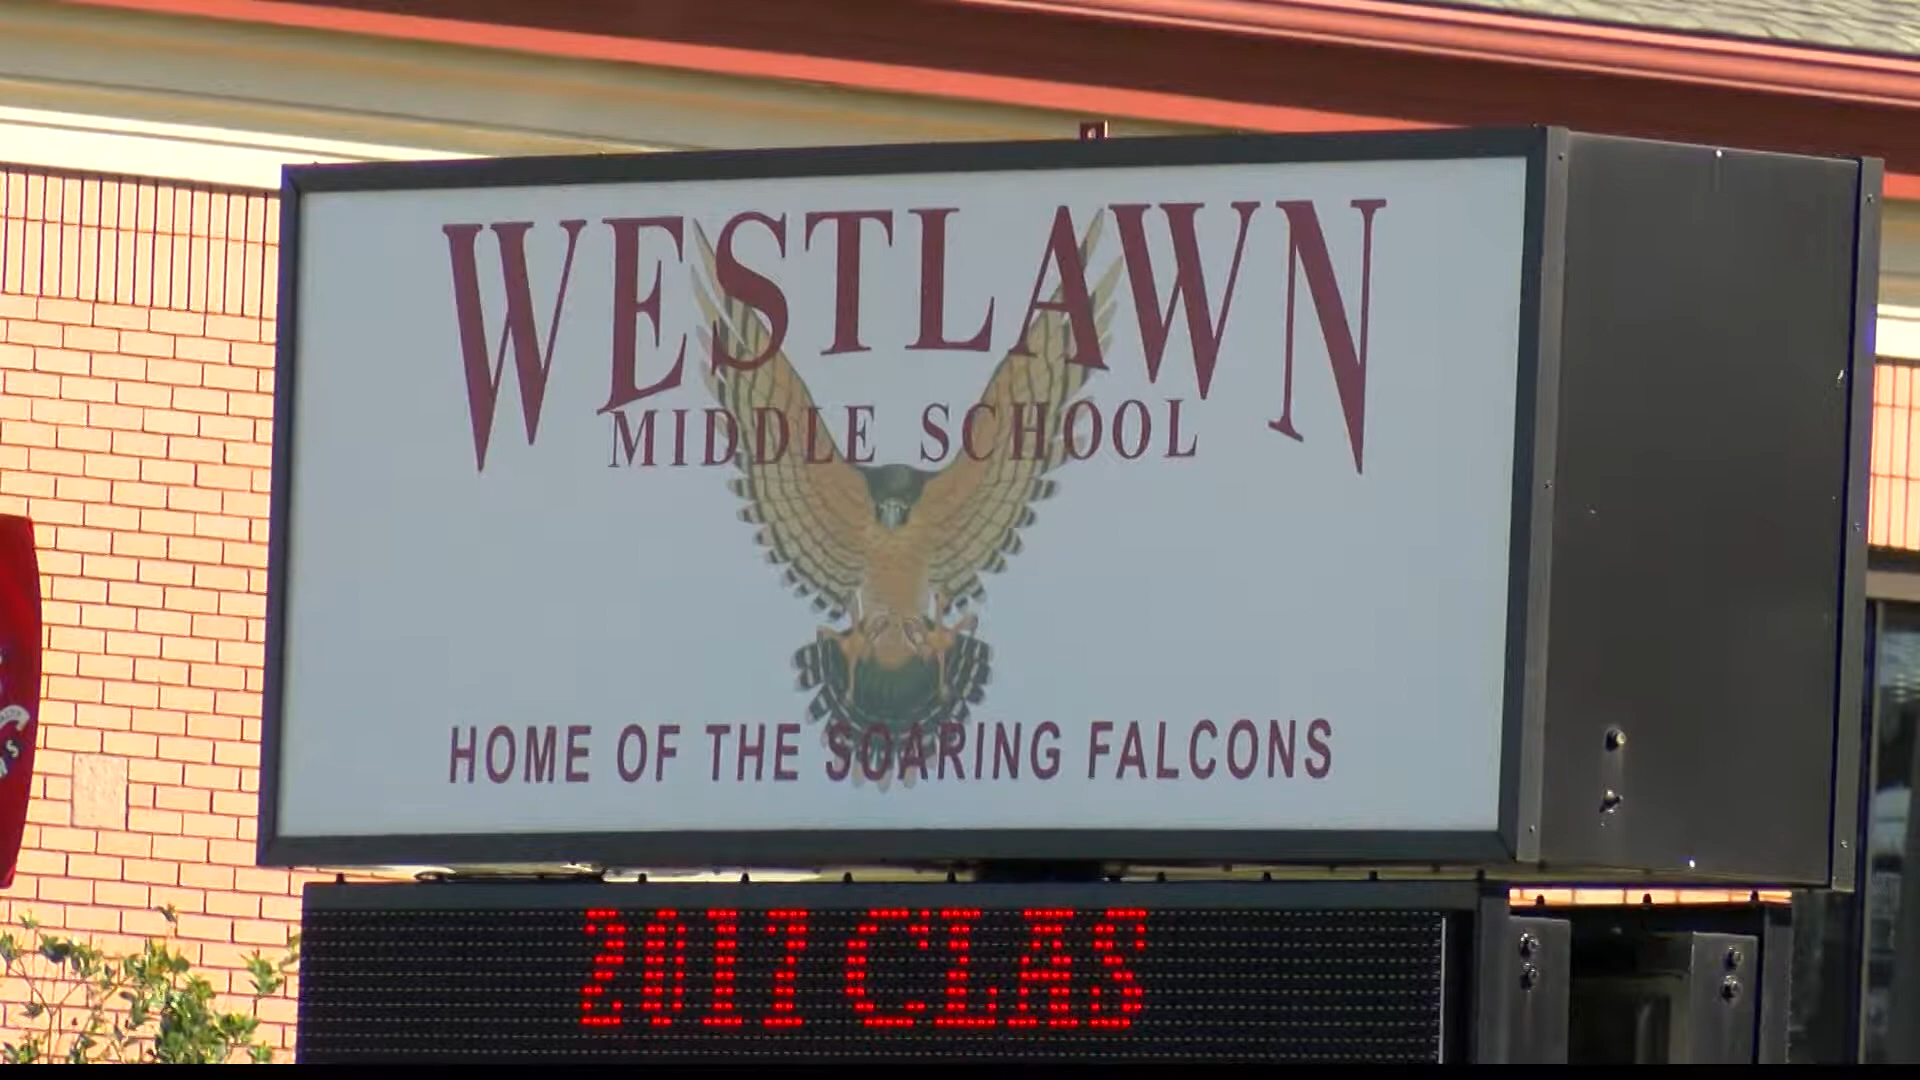 WESTLAWN
MIDDLE SCHOOL
HOME OF THE SOARING FALCONS
2017 CLAS